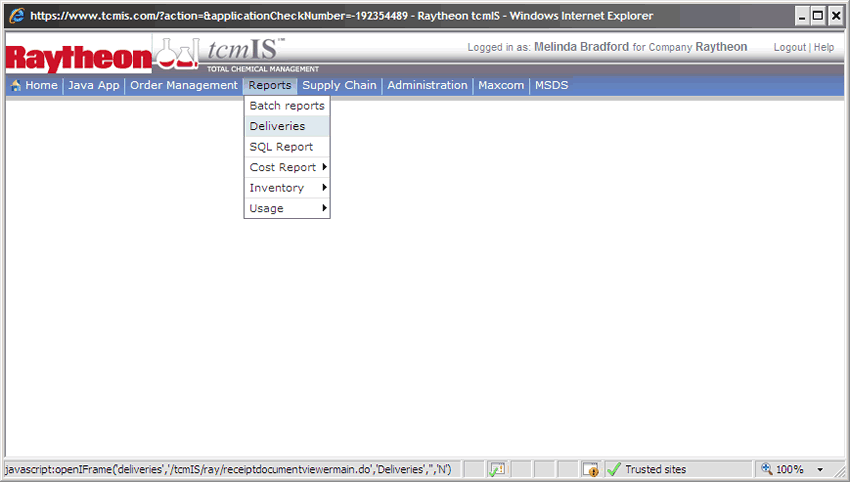 https://www.tcmis.com/?action=&applicationCheckNumber=-192354489 - Raytheon tcmIS - Windows Internet Explorer
Raytheon tcmIS™ Logged in as: Melinda Bradford for Company Raytheon Logout | Help
TOTAL CHEMICAL MANAGEMENT
Home Java App Order Management Reports Supply Chain Administration Maxcom MSDS
Batch reports
Deliveries
SQL Report
Cost Report
Inventory
Usage
javascript:openIFrame('deliveries','/tcmIS/ray/receiptdocumentviewermain.do','Deliveries','','N') Trusted sites 100%